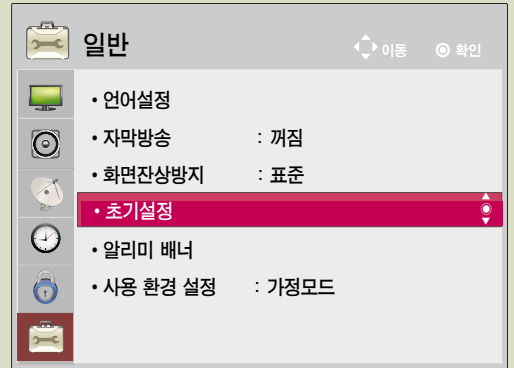 일반 이동 확인
• 언어설정
• 자막방송 : 꺼짐
• 화면잔상방지 : 표준
• 초기설정
• 알리미 배너
• 사용 환경 설정 : 가정모드